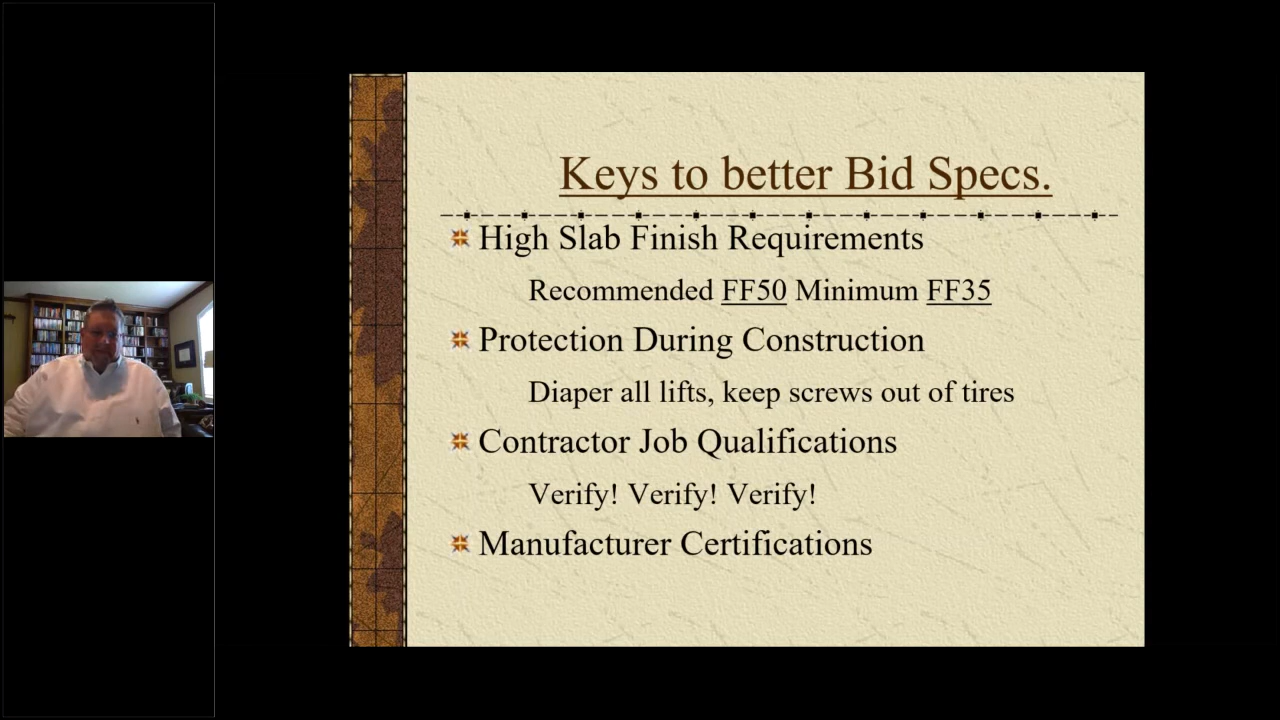 Keys to better Bid Specs.
High Slab Finish Requirements
Recommended FF50 Minimum FF35
Protection During Construction
Diaper all lifts, keep screws out of tires
Contractor Job Qualifications
Verify! Verify! Verify!
Manufacturer Certifications